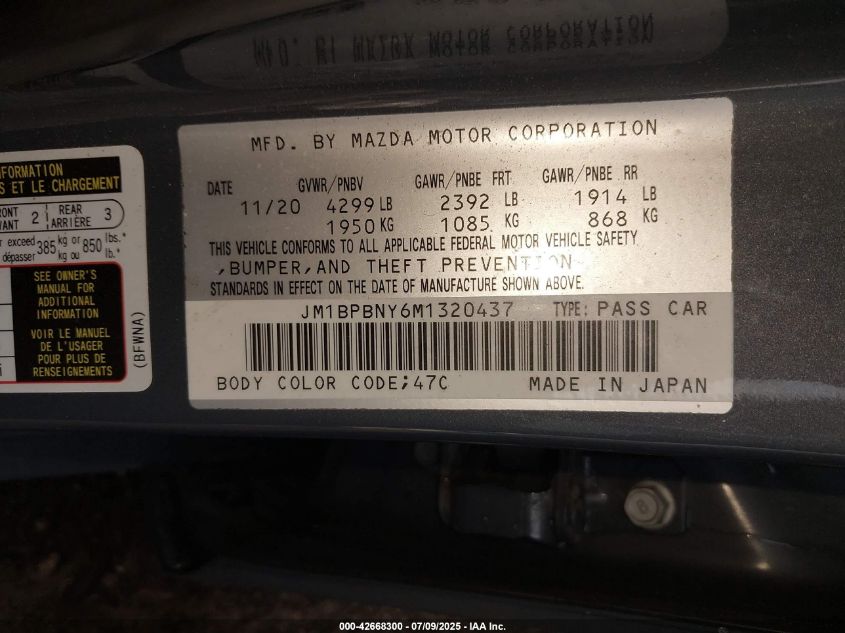 MFD. BY MAZDA MOTOR CORPORATION
DATE GVWR/PNBV GAWR/PNBE FRT GAWR/PNBE RR
11/20 4299 LB 2392 LB 1914 LB
1950 KG 1085 KG 868 KG
THIS VEHICLE CONFORMS TO ALL APPLICABLE FEDERAL MOTOR VEHICLE SAFETY
,BUMPER,AND THEFT PREVENTION
STANDARDS IN EFFECT ON THE DATE OF MANUFACTURE SHOWN ABOVE.
JM1BPBNY6M1320437 TYPE: PASS CAR
BODY COLOR CODE;47C MADE IN JAPAN
S ET LE CHARGEMENT
2 REAR ARRIÈRE 3
exceed 385 kg or 850 lbs.*
dépasser kg ou lb.*
SEE OWNER'S
MANUAL FOR
ADDITIONAL
INFORMATION
VOIR LE MANUEL
DE L'USAGER
POUR PLUS DE
RENSEIGNEMENTS
(BFWNA)
000-42668300 - 07/09/2025 - IAA Inc.